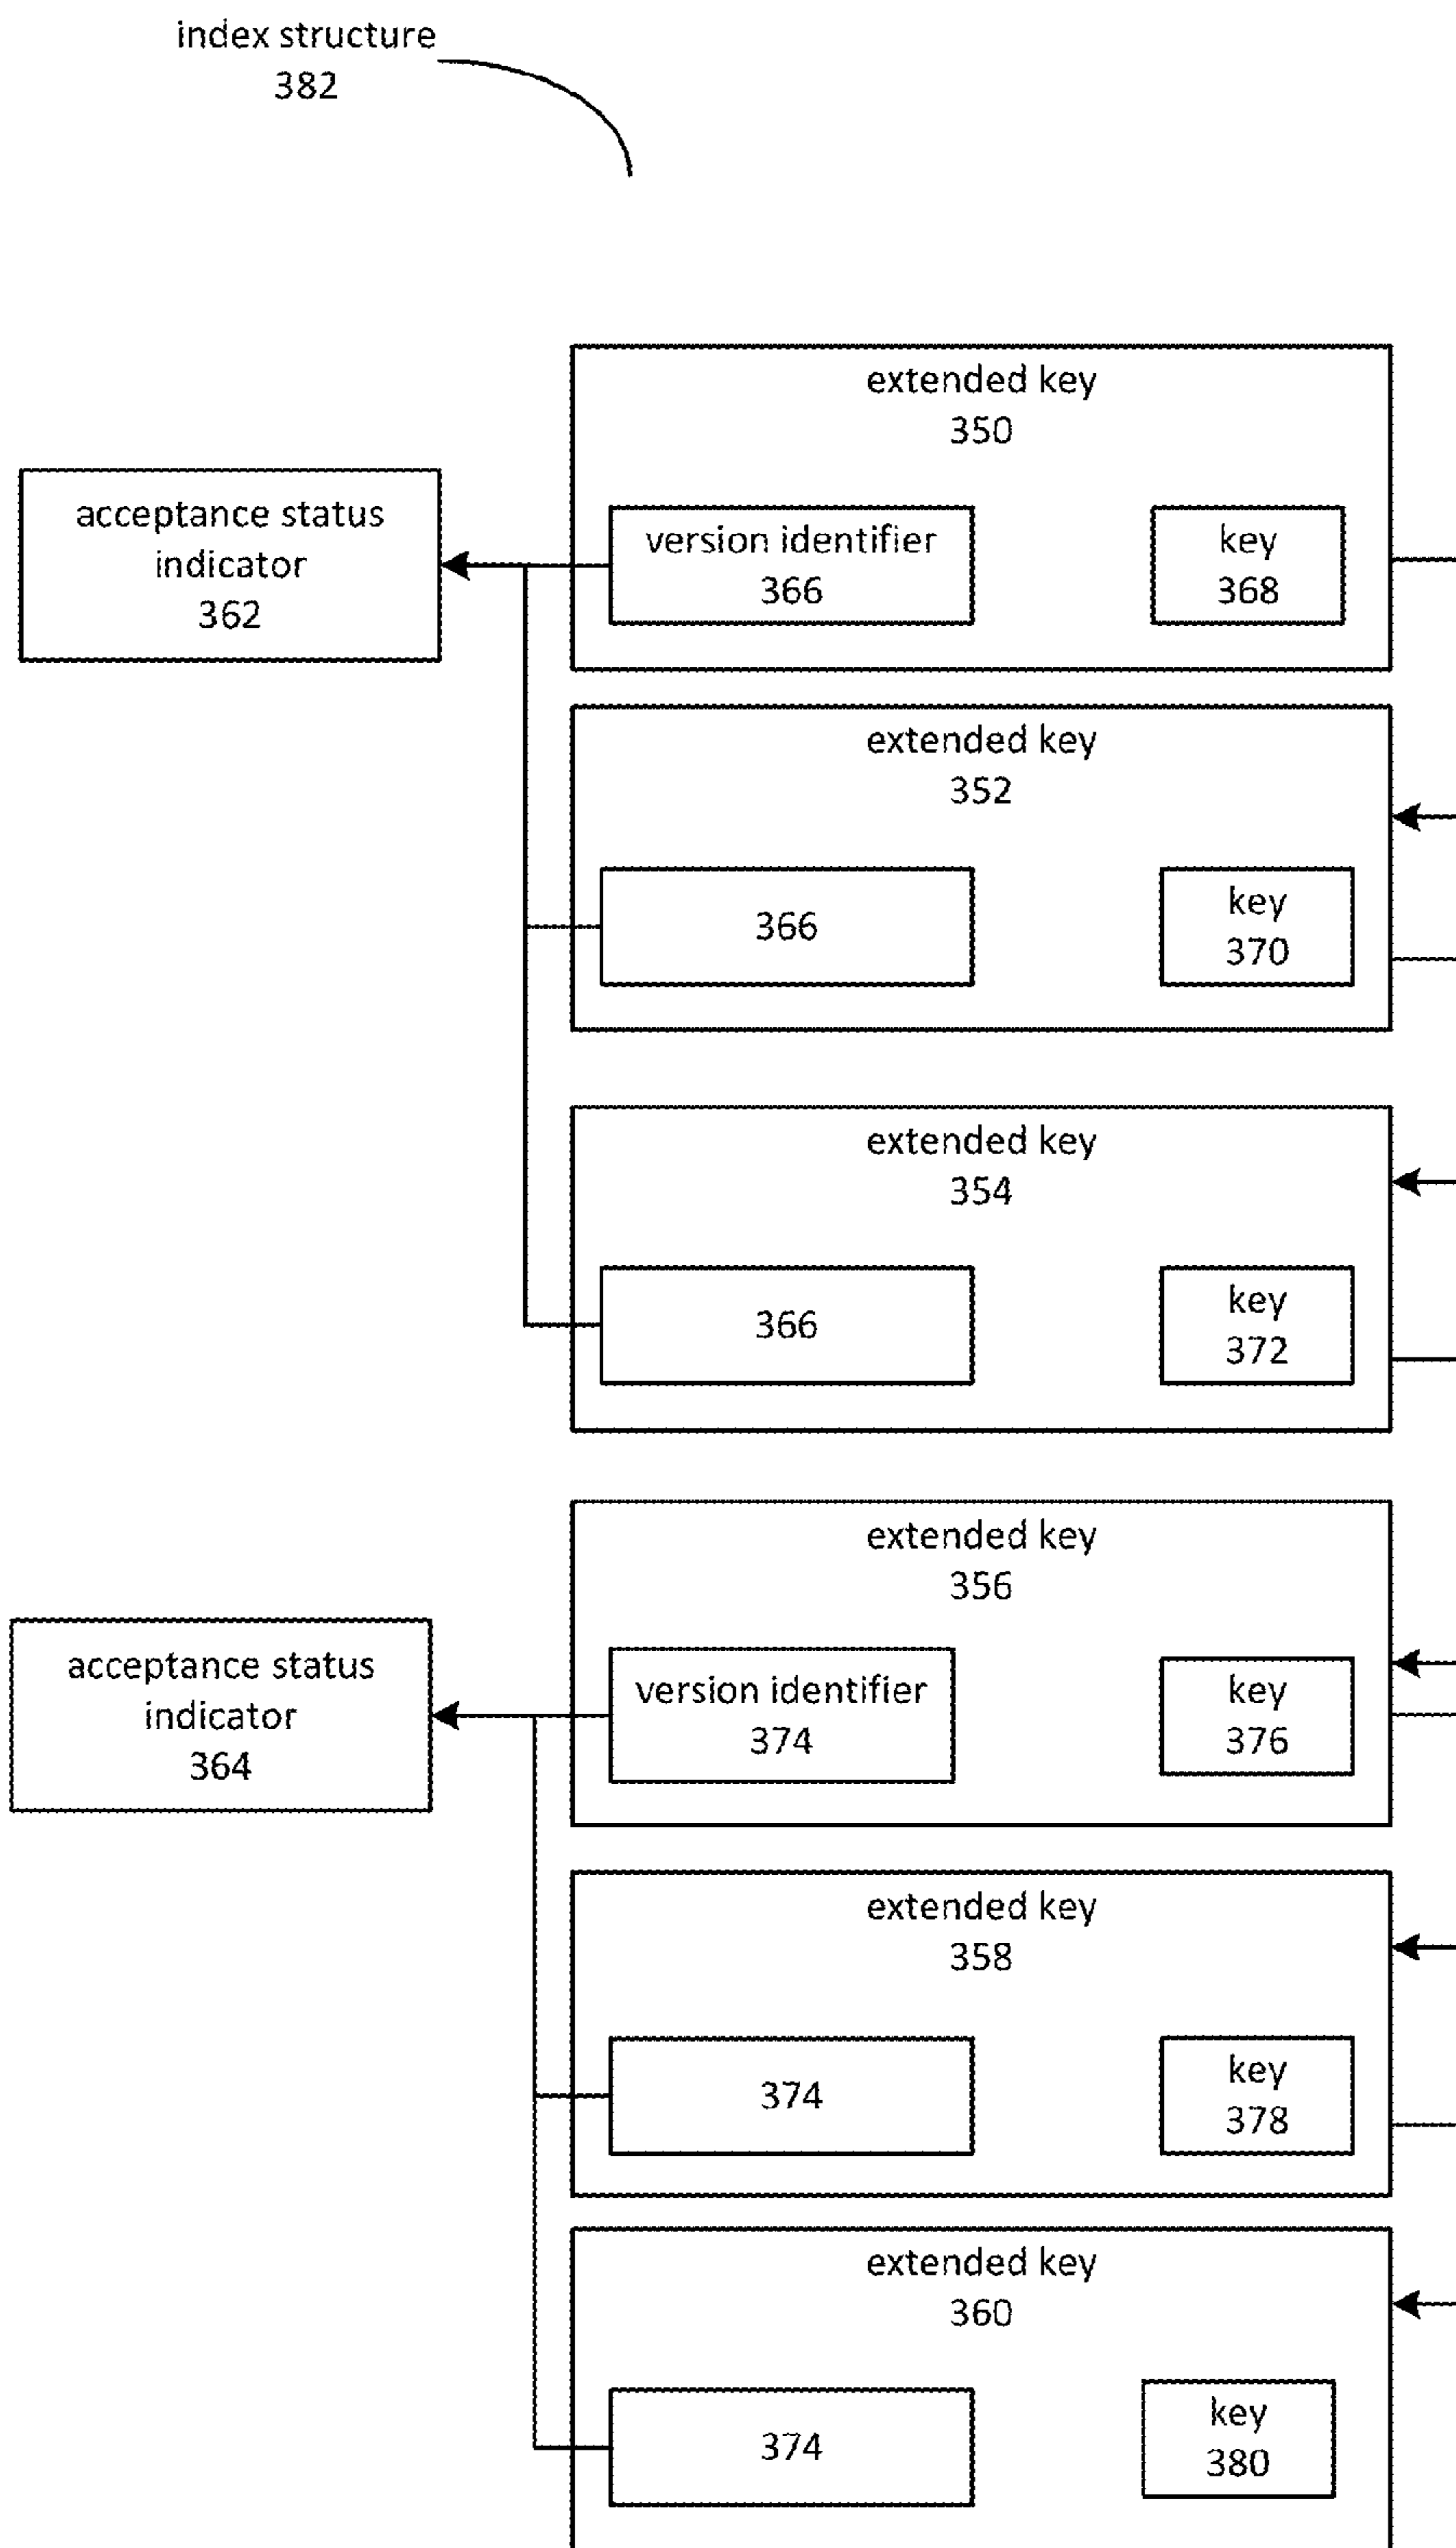 index structure
382
extended key
350
acceptance status
indicator
362
version identifier
366
key
368
extended key
352
366
key
370
extended key
354
366
key
372
extended key
356
acceptance status
indicator
364
version identifier
374
key
376
extended key
358
374
key
378
extended key
360
374
key
380